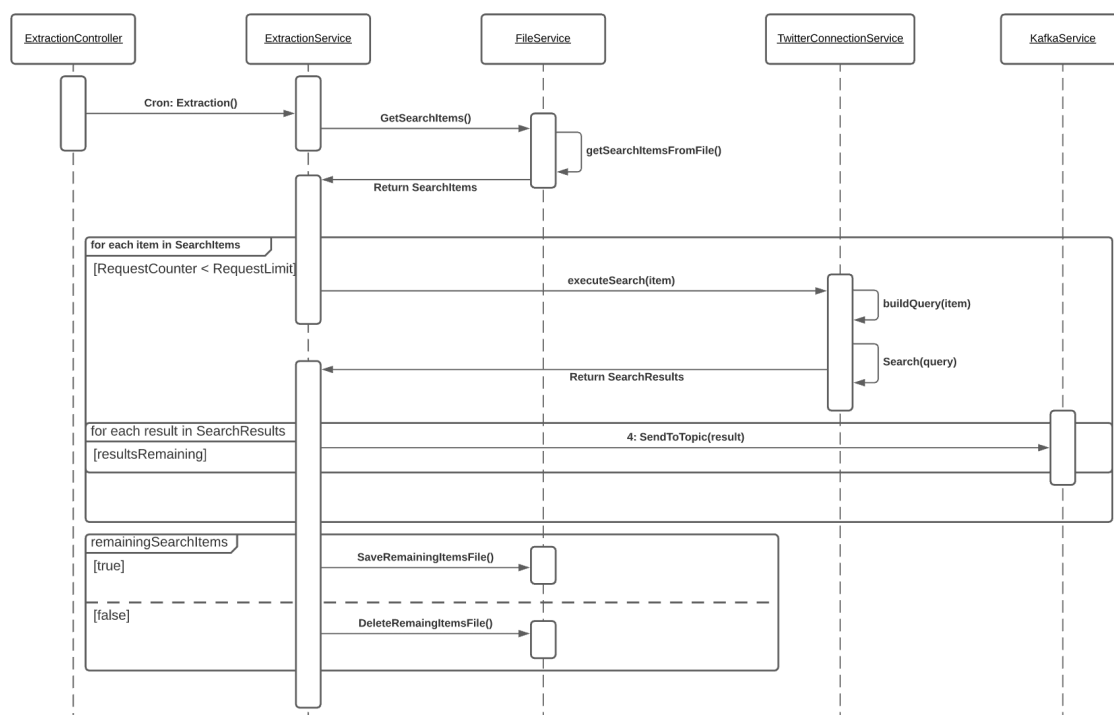 ExtractionController
ExtractionService
FileService
TwitterConnectionService
KafkaService
Cron: Extraction()
GetSearchItems()
getSearchItemsFromFile()
Return SearchItems
for each item in SearchItems
[RequestCounter < RequestLimit]
executeSearch(item)
buildQuery(item)
Search(query)
Return SearchResults
for each result in SearchResults
4: SendToTopic(result)
[resultsRemaining]
remainingSearchItems
SaveRemainingItemsFile()
[true]
[false]
DeleteRemaingItemsFile()